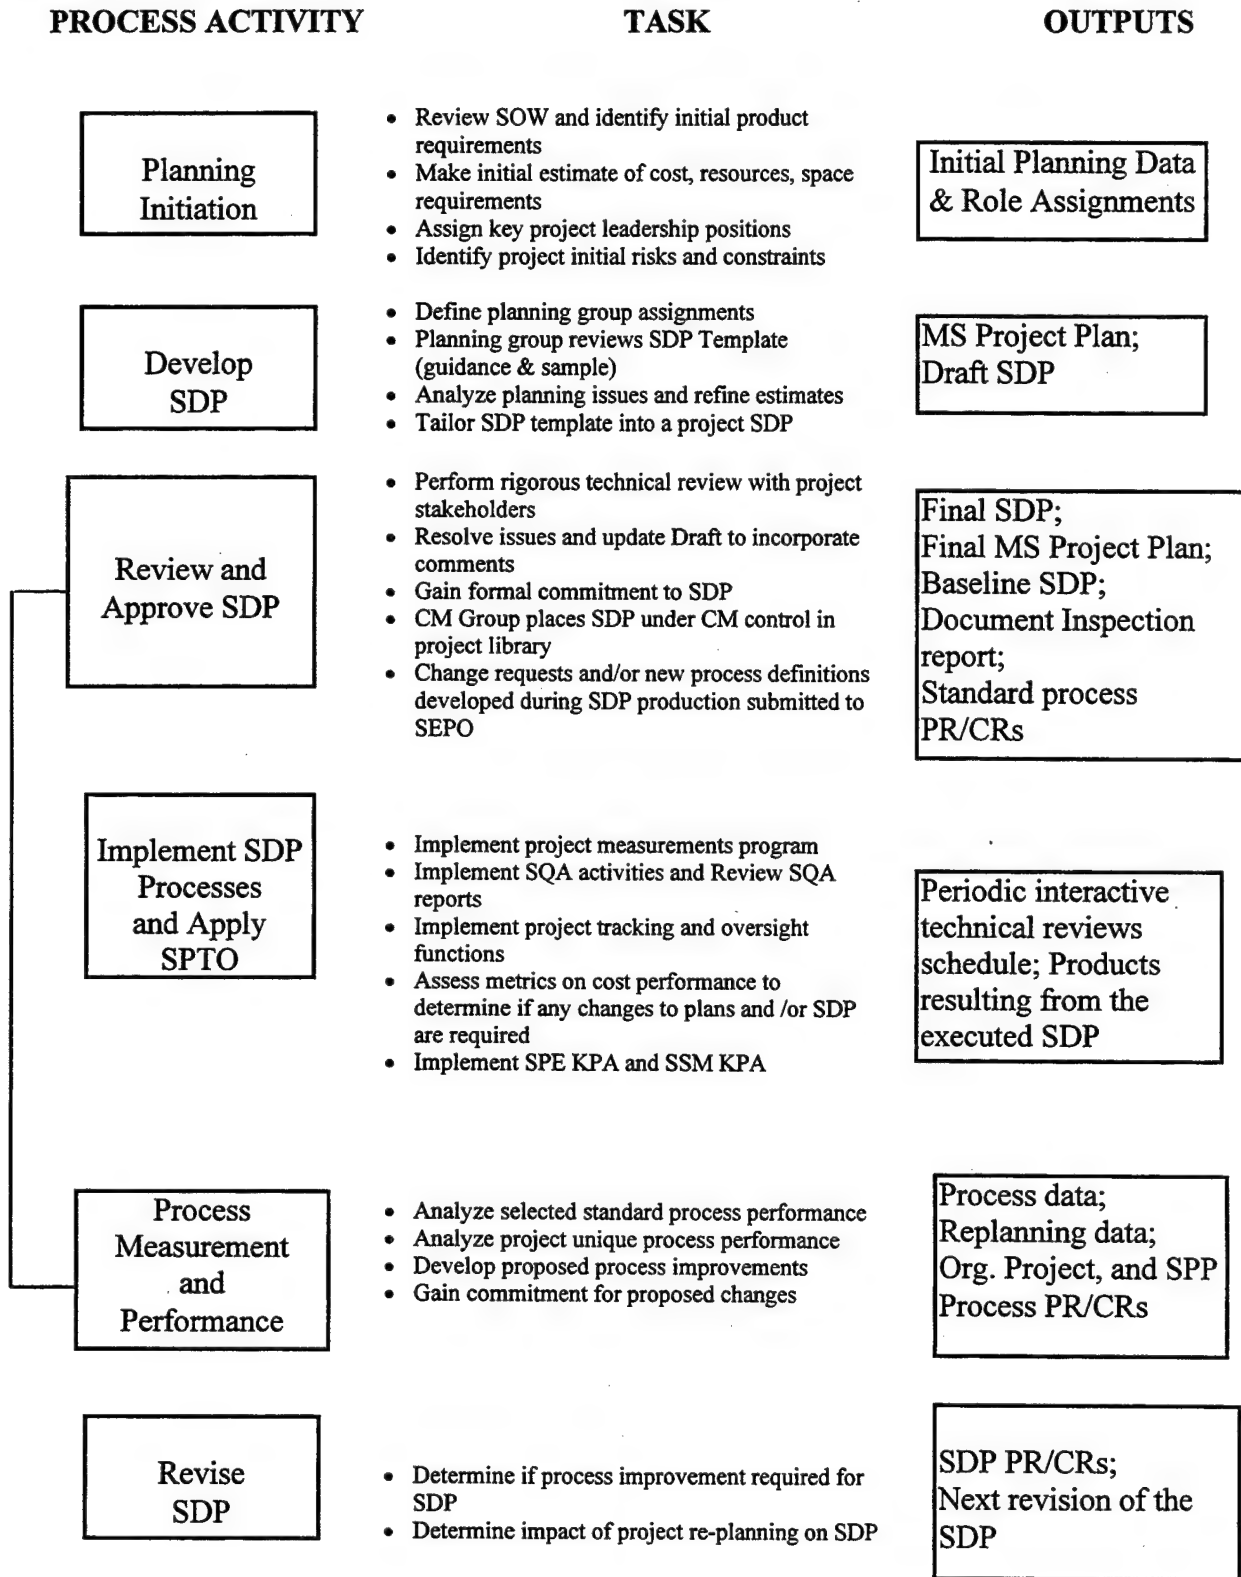 PROCESS ACTIVITY TASK OUTPUTS
Planning
Initiation
• Review SOW and identify initial product
requirements
• Make initial estimate of cost, resources, space
requirements
• Assign key project leadership positions
• Identify project initial risks and constraints
Initial Planning Data
& Role Assignments
Develop
SDP
• Define planning group assignments
• Planning group reviews SDP Template
(guidance & sample)
• Analyze planning issues and refine estimates
• Tailor SDP template into a project SDP
MS Project Plan;
Draft SDP
Review and
Approve SDP
• Perform rigorous technical review with project
stakeholders
• Resolve issues and update Draft to incorporate
comments
• Gain formal commitment to SDP
• CM Group places SDP under CM control in
project library
• Change requests and/or new process definitions
developed during SDP production submitted to
SEPO
Final SDP;
Final MS Project Plan;
Baseline SDP;
Document Inspection
report;
Standard process
PR/CRs
Implement SDP
Processes
and Apply
SPTO
• Implement project measurements program
• Implement SQA activities and Review SQA
reports
• Implement project tracking and oversight
functions
• Assess metrics on cost performance to
determine if any changes to plans and /or SDP
are required
• Implement SPE KPA and SSM KPA
Periodic interactive
technical reviews
schedule; Products
resulting from the
executed SDP
Process
Measurement
and
Performance
• Analyze selected standard process performance
• Analyze project unique process performance
• Develop proposed process improvements
• Gain commitment for proposed changes
Process data;
Replanning data;
Org. Project, and SPP
Process PR/CRs
Revise
SDP
• Determine if process improvement required for
SDP
• Determine impact of project re-planning on SDP
SDP PR/CRs;
Next revision of the
SDP